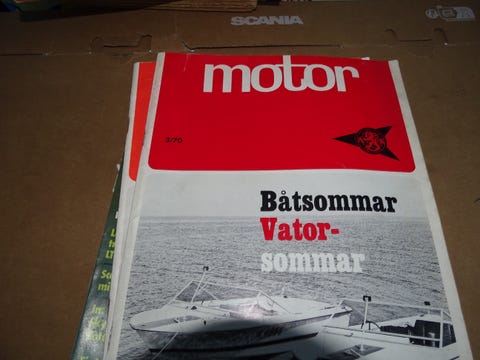 SCANIA
motor
5/70
Båtsommar
Vator-
sommar